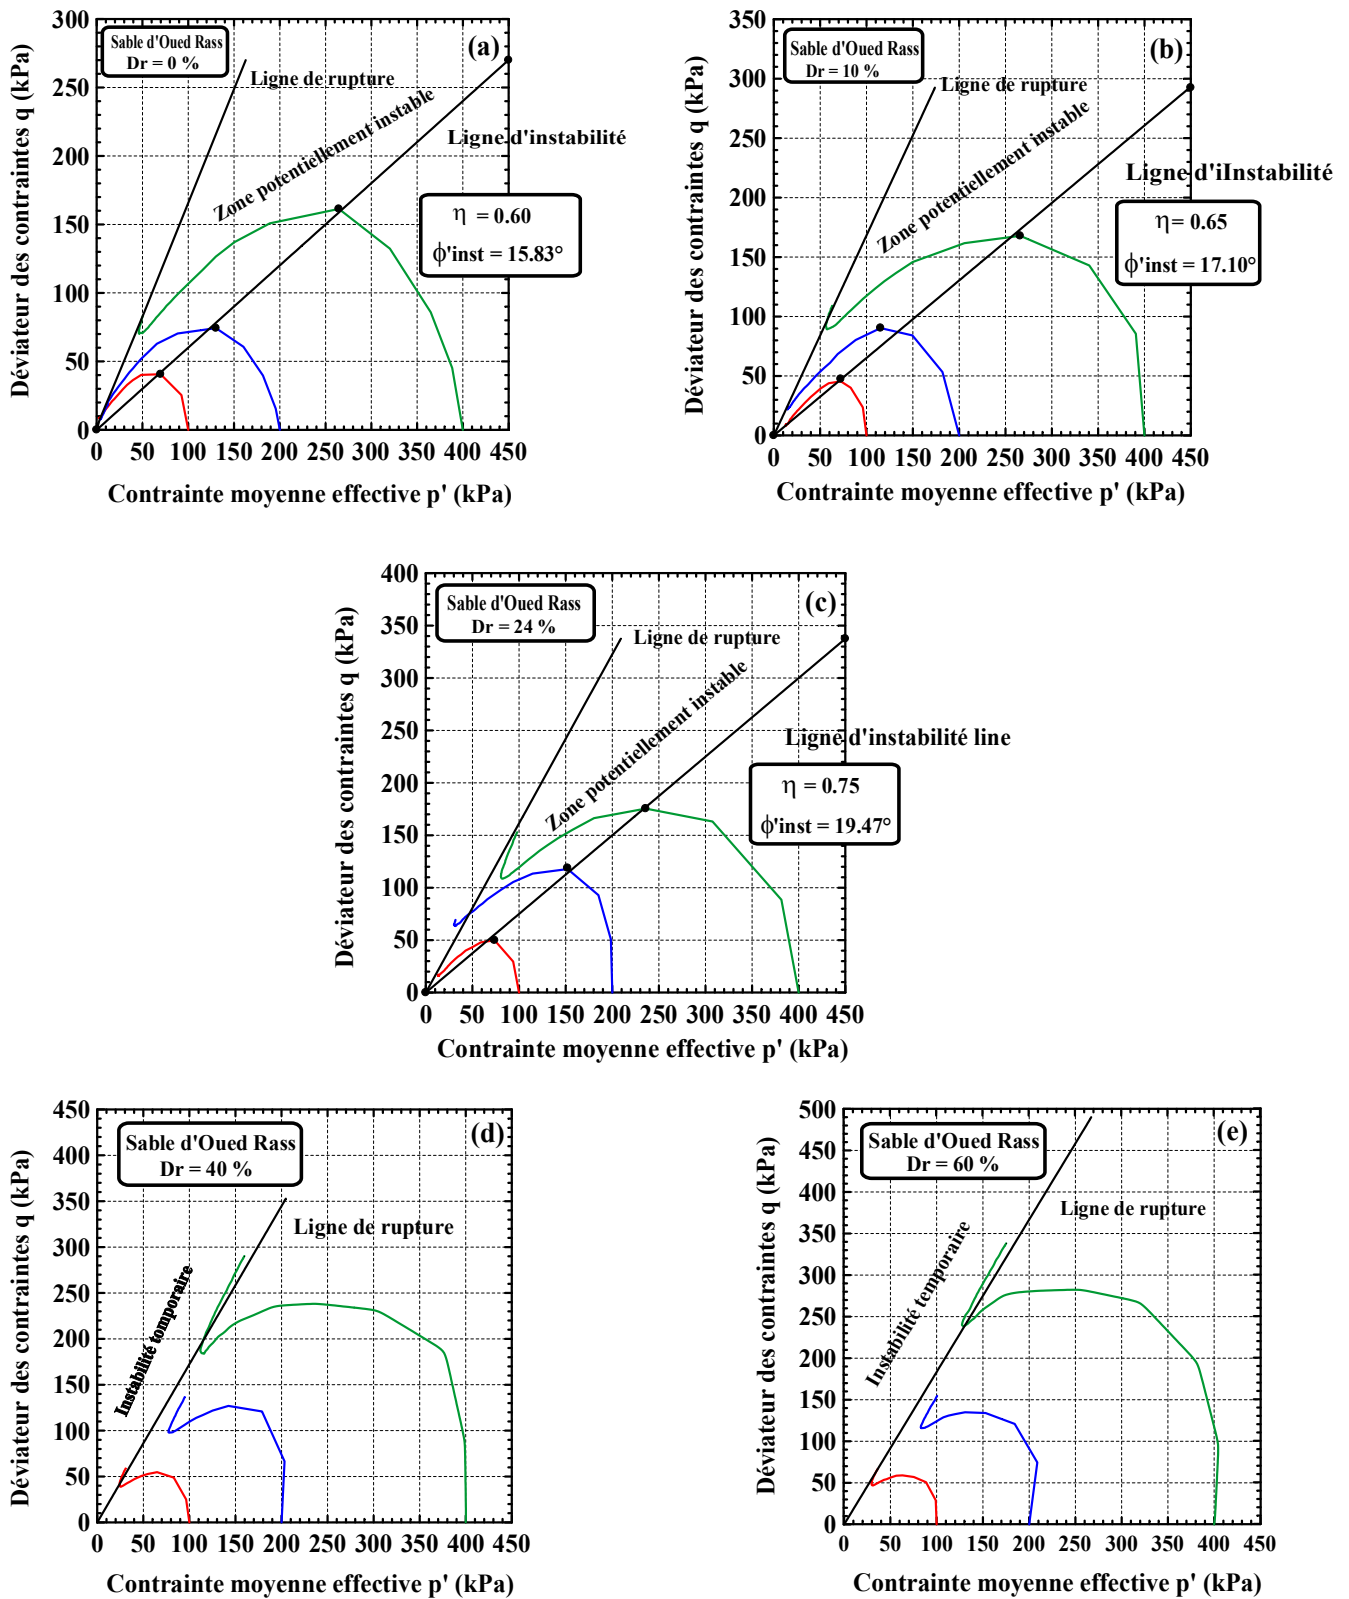 Sable d'Oued Rass
Dr = 0 %
(a)
Ligne de rupture
Zone potentiellement instable
Ligne d'instabilité
η = 0.60
ϕ'inst = 15.83°
Déviateur des contraintes q (kPa)
300
250
200
150
100
50
0
0 50 100 150 200 250 300 350 400 450
Contrainte moyenne effective p' (kPa)
Sable d'Oued Rass
Dr = 10 %
(b)
Ligne de rupture
Zone potentiellement instable
Ligne d'iInstabilité
η= 0.65
ϕ'inst = 17.10°
Déviateur des contraintes q (kPa)
350
300
250
200
150
100
50
0
0 50 100 150 200 250 300 350 400 450
Contrainte moyenne effective p' (kPa)
Sable d'Oued Rass
Dr = 24 %
(c)
Ligne de rupture
Zone potentiellement instable
Ligne d'instabilité line
η = 0.75
ϕ'inst = 19.47°
Déviateur des contraintes q (kPa)
400
350
300
250
200
150
100
50
0
0 50 100 150 200 250 300 350 400 450
Contrainte moyenne effective p' (kPa)
Sable d'Oued Rass
Dr = 40 %
(d)
Ligne de rupture
Instabilité tomporaire
Déviateur des contraintes q (kPa)
450
400
350
300
250
200
150
100
50
0
0 50 100 150 200 250 300 350 400 450
Contrainte moyenne effective p' (kPa)
Sable d'Oued Rass
Dr = 60 %
(e)
Ligne de rupture
Instabilité temporaire
Déviateur des contraintes q (kPa)
500
450
400
350
300
250
200
150
100
50
0
0 50 100 150 200 250 300 350 400 450
Contrainte moyenne effective p' (kPa)